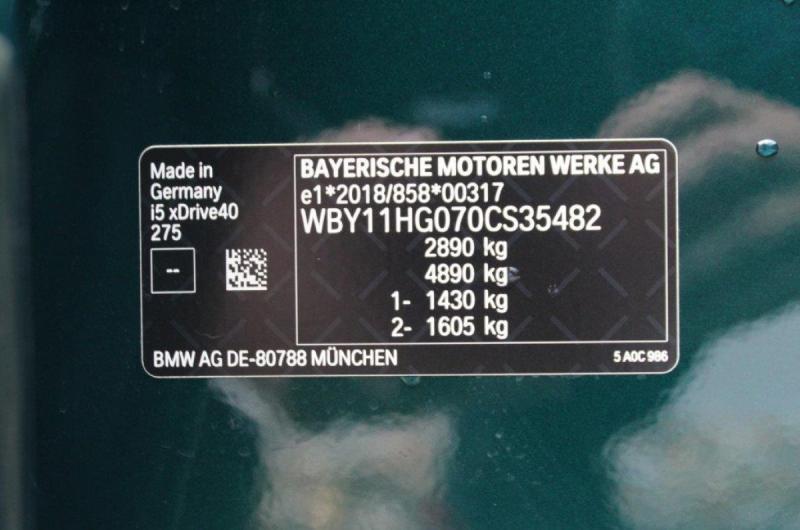 Made in
Germany
i5 xDrive40
275
--
BAYERISCHE MOTOREN WERKE AG
e1*2018/858*00317
WBY11HG070CS35482
2890 kg
4890 kg
1- 1430 kg
2- 1605 kg
BMW AG DE-80788 MÜNCHEN
5 A0C 986